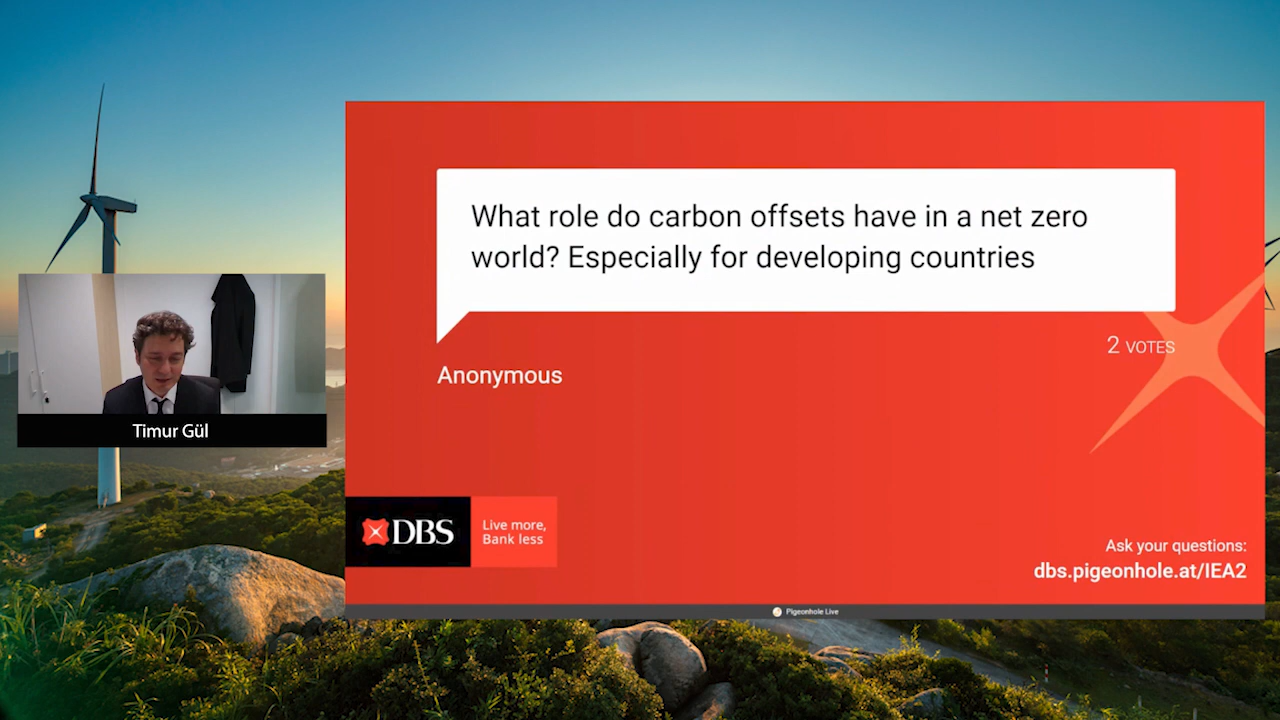 What role do carbon offsets have in a net zero
world? Especially for developing countries
2 VOTES
Anonymous
Timur Gül
DBS
Live more,
Bank less
Ask your questions:
dbs.pigeonhole.at/IEA2
Pigeonhole Live